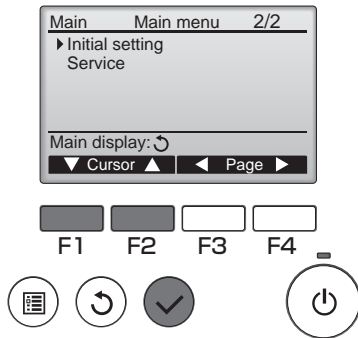 Main Main menu 2/2
Initial setting
Service
Main display:
Cursor Page
F1 F2 F3 F4